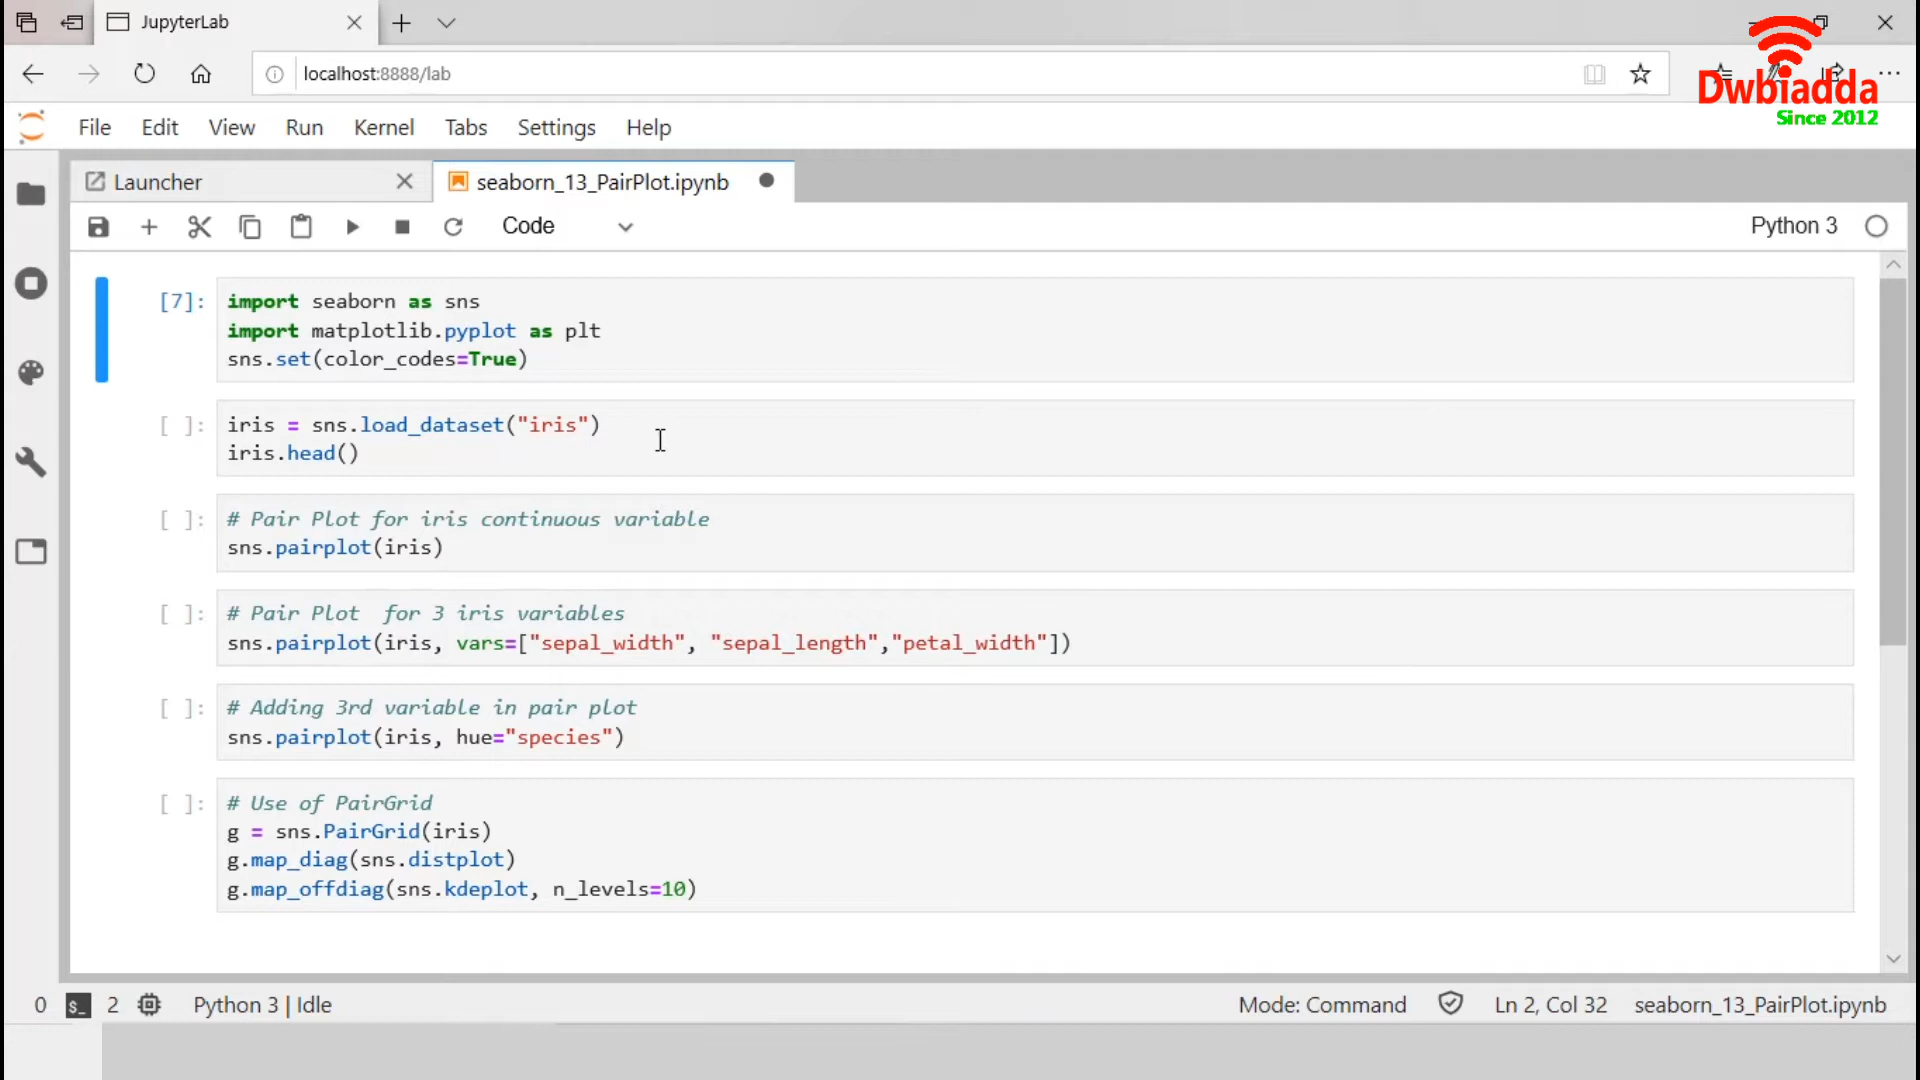 JupyterLab
localhost:8888/lab
Dwbiadda
Since 2012
File Edit View Run Kernel Tabs Settings Help
Launcher seaborn_13_PairPlot.ipynb
Code Python 3
[7]: import seaborn as sns
import matplotlib.pyplot as plt
sns.set(color_codes=True)
[ ]: iris = sns.load_dataset("iris")
iris.head()
[ ]: # Pair Plot for iris continuous variable
sns.pairplot(iris)
[ ]: # Pair Plot  for 3 iris variables
sns.pairplot(iris, vars=["sepal_width", "sepal_length","petal_width"])
[ ]: # Adding 3rd variable in pair plot
sns.pairplot(iris, hue="species")
[ ]: # Use of PairGrid
g = sns.PairGrid(iris)
g.map_diag(sns.distplot)
g.map_offdiag(sns.kdeplot, n_levels=10)
0 $_ 2 Python 3 | Idle Mode: Command Ln 2, Col 32 seaborn_13_PairPlot.ipynb